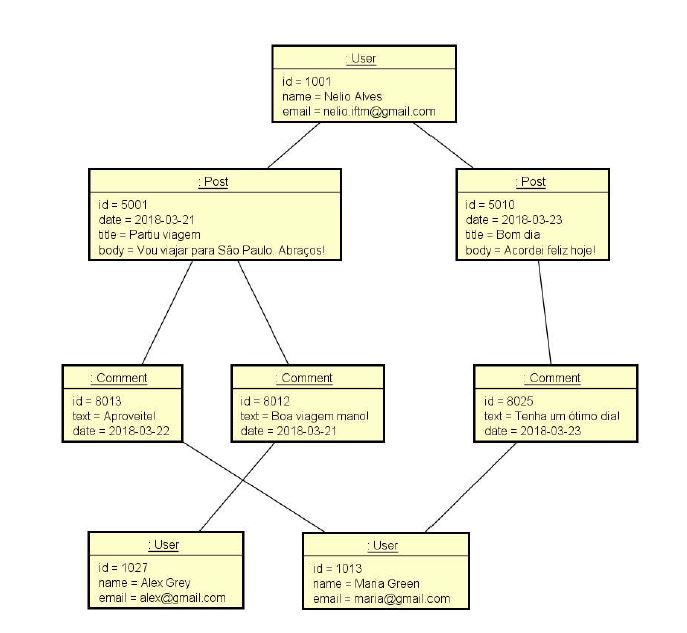 : User
id = 1001
name = Nelio Alves
email = nelio.iftm@gmail.com
: Post
id = 5001
date = 2018-03-21
title = Partiu viagem
body = Vou viajar para São Paulo. Abraços!
: Post
id = 5010
date = 2018-03-23
title = Bom dia
body = Acordei feliz hoje!
: Comment
id = 8013
text = Aproveite!
date = 2018-03-22
: Comment
id = 8012
text = Boa viagem mano!
date = 2018-03-21
: Comment
id = 8025
text = Tenha um ótimo dia!
date = 2018-03-23
: User
id = 1027
name = Alex Grey
email = alex@gmail.com
: User
id = 1013
name = Maria Green
email = maria@gmail.com